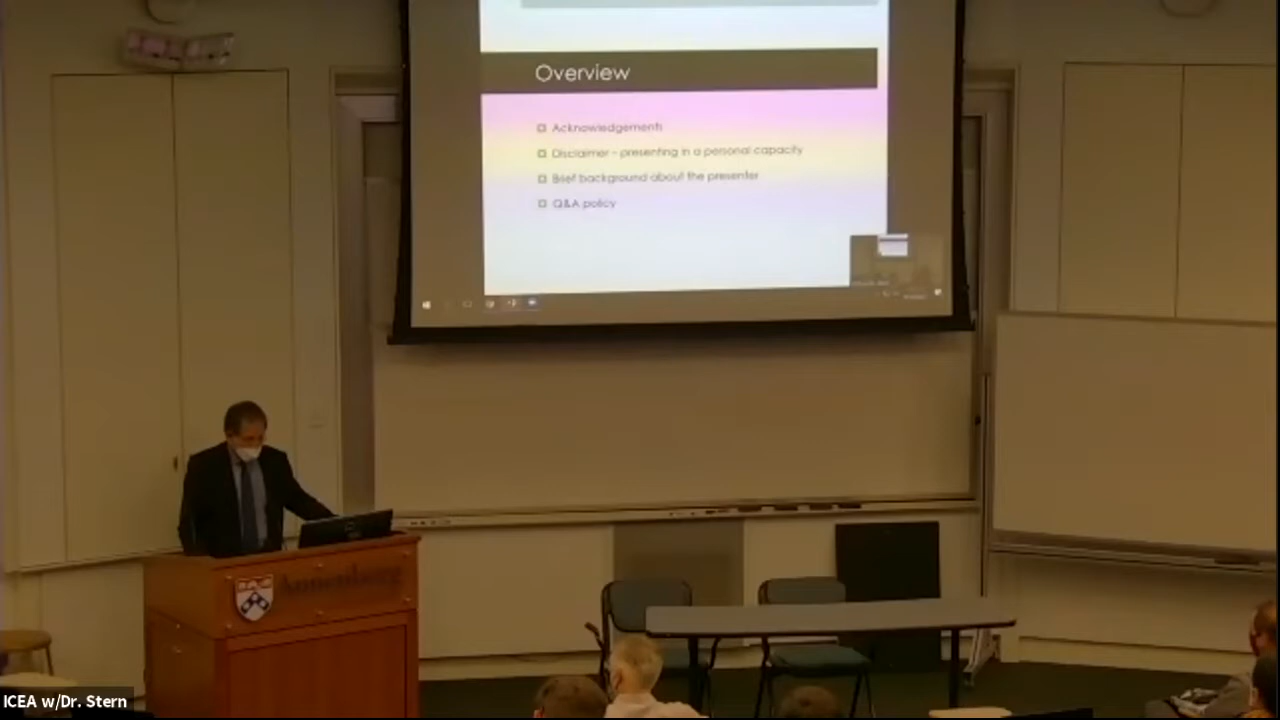 Overview
Acknowledgements
Disclaimer - presenting in a personal capacity
Brief background about the presenter
Q&A policy
Annenberg
ICEA w/Dr. Stern